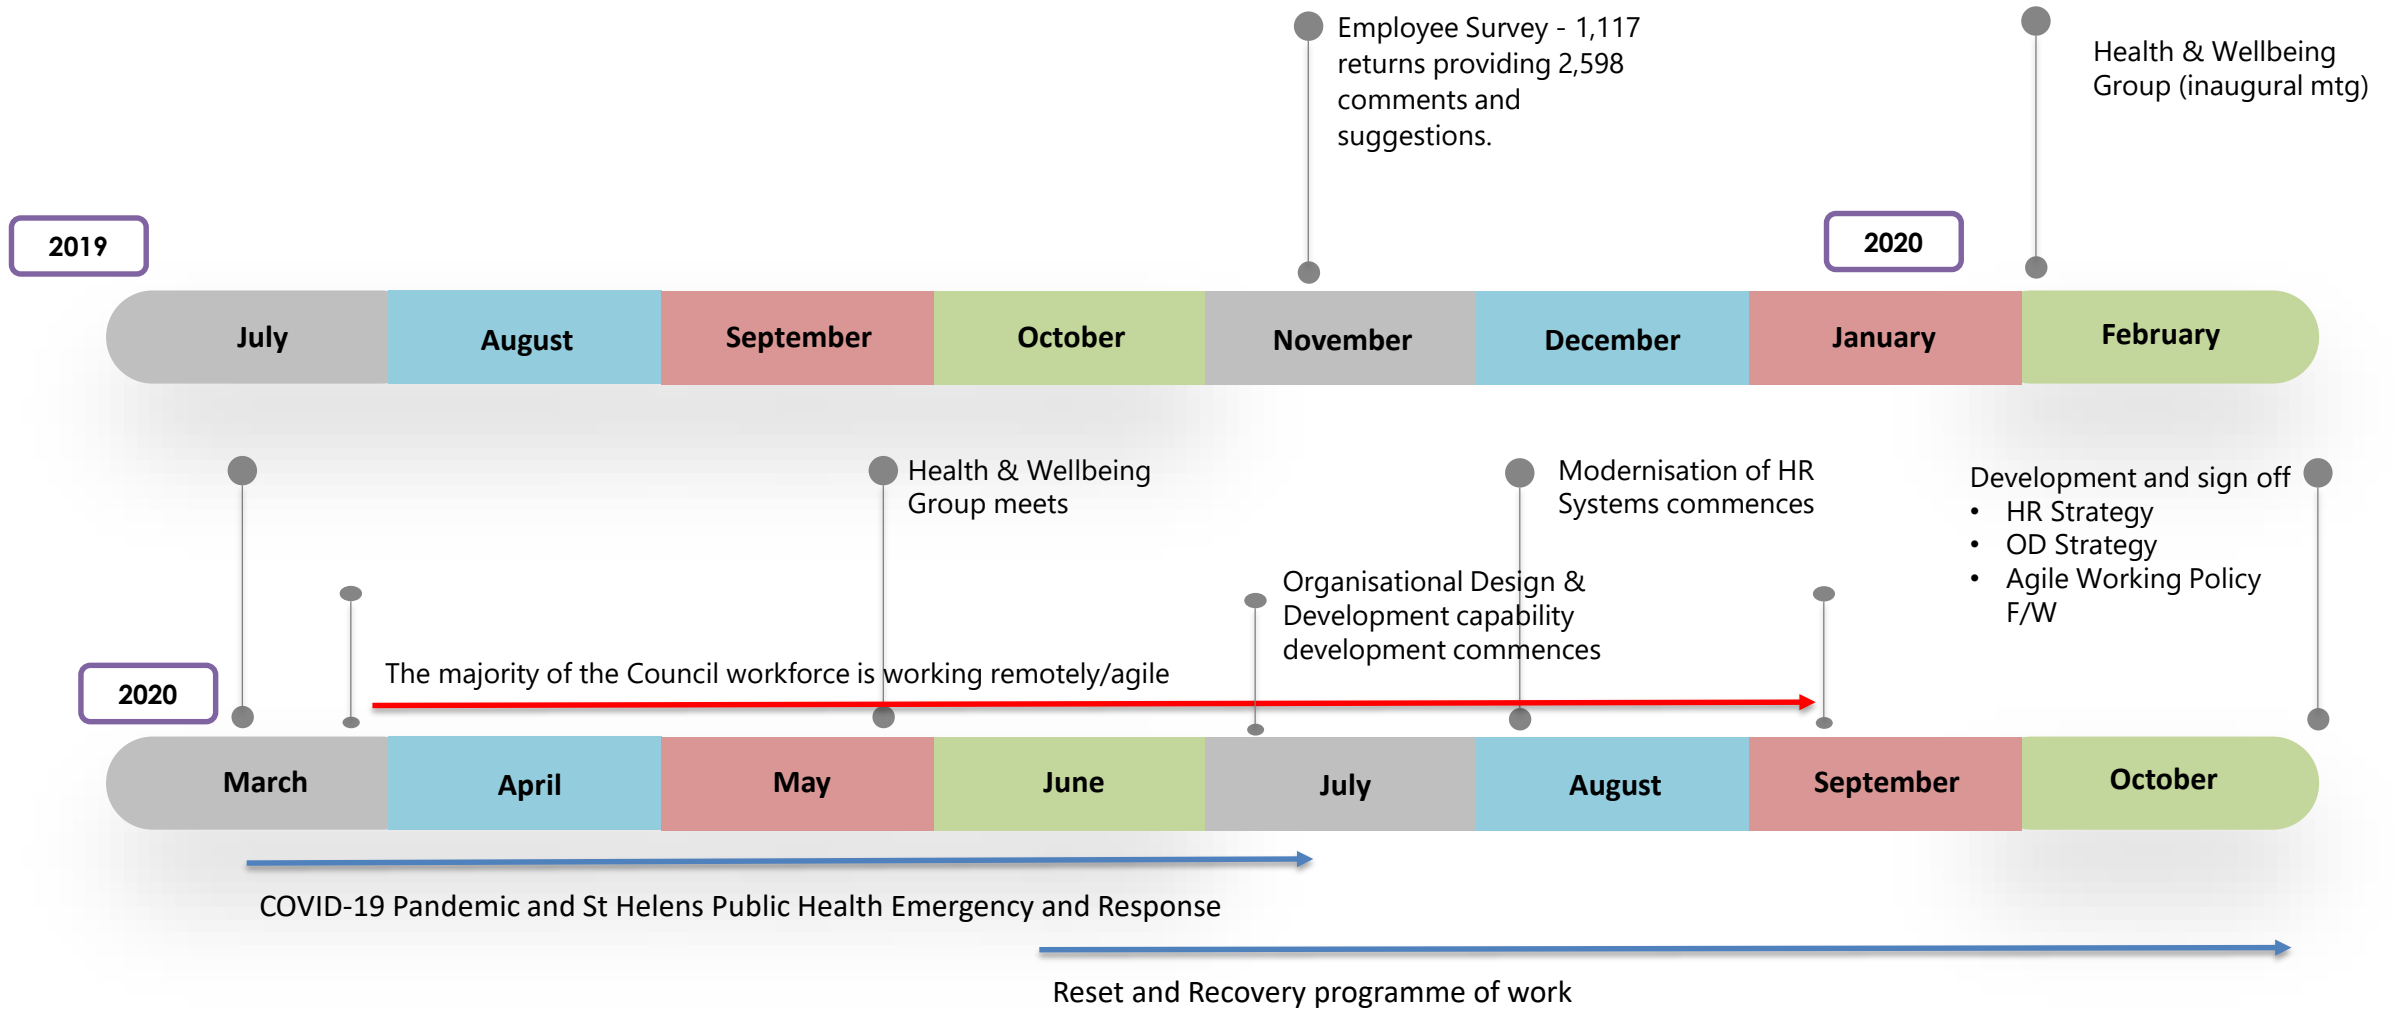 Employee Survey - 1,117
returns providing 2,598
comments and
suggestions.
Health & Wellbeing
Group (inaugural mtg)
2019
2020
July
August
September
October
November
December
January
February
Health & Wellbeing
Group meets
Modernisation of HR
Systems commences
Development and sign off
• HR Strategy
• OD Strategy
• Agile Working Policy
F/W
Organisational Design &
Development capability
development commences
The majority of the Council workforce is working remotely/agile
2020
March
April
May
June
July
August
September
October
COVID-19 Pandemic and St Helens Public Health Emergency and Response
Reset and Recovery programme of work